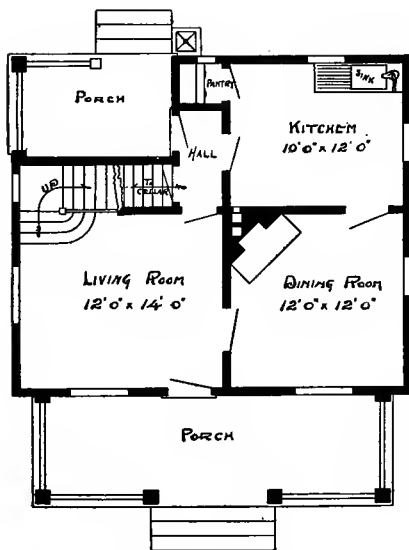 PORCH
PANTRY
SINK
KITCHEN
10'0" x 12'0"
HALL
UP
TO
CELLAR
LIVING ROOM
12'0" x 14'0"
DINING ROOM
12'0" x 12'0"
PORCH